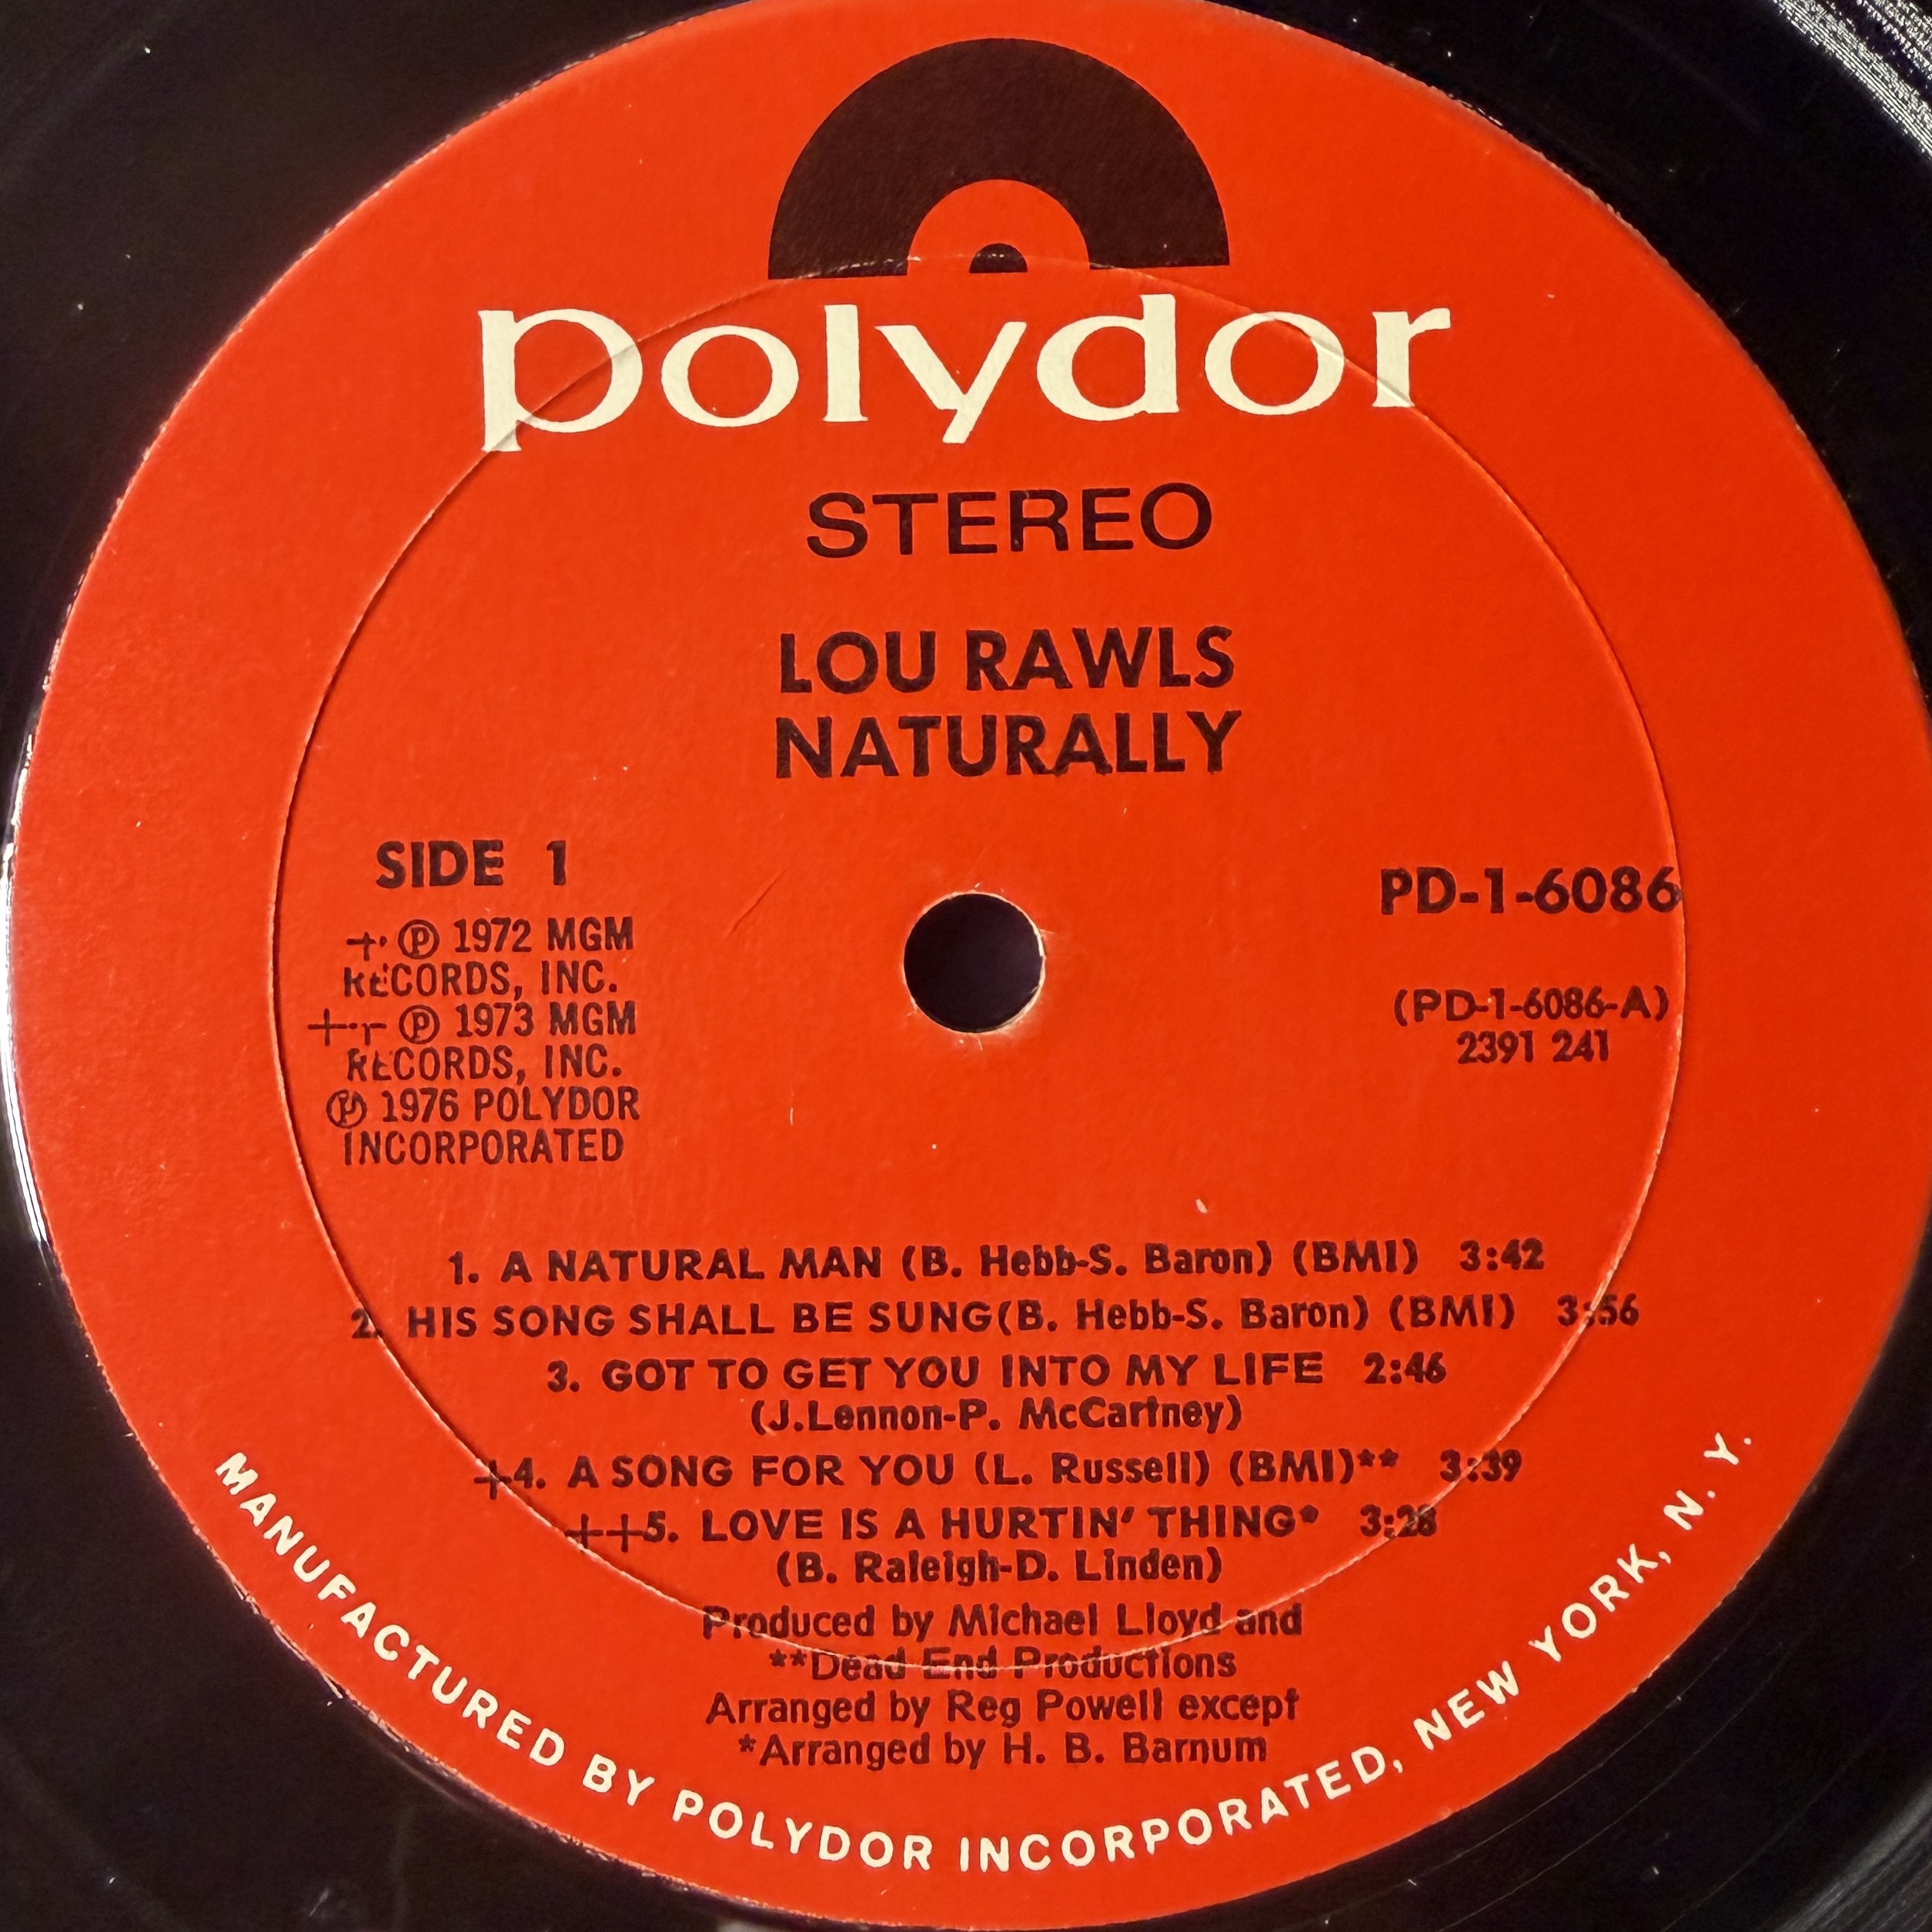 polydor
STEREO
LOU RAWLS
NATURALLY
SIDE 1
+ ℗ 1972 MGM
RECORDS, INC.
++ ℗ 1973 MGM
RECORDS, INC.
℗ 1976 POLYDOR
INCORPORATED
PD-1-6086
(PD-1-6086-A)
2391 241
1. A NATURAL MAN (B. Hebb-S. Baron) (BMI) 3:42
2. HIS SONG SHALL BE SUNG(B. Hebb-S. Baron) (BMI) 3:56
3. GOT TO GET YOU INTO MY LIFE 2:46
(J.Lennon-P. McCartney)
+4. A SONG FOR YOU (L. Russell) (BMI)** 3:39
++5. LOVE IS A HURTIN' THING* 3:28
(B. Raleigh-D. Linden)
Produced by Michael Lloyd and
**Dead End Productions
Arranged by Reg Powell except
*Arranged by H. B. Barnum
MANUFACTURED BY POLYDOR INCORPORATED, NEW YORK, N.Y.